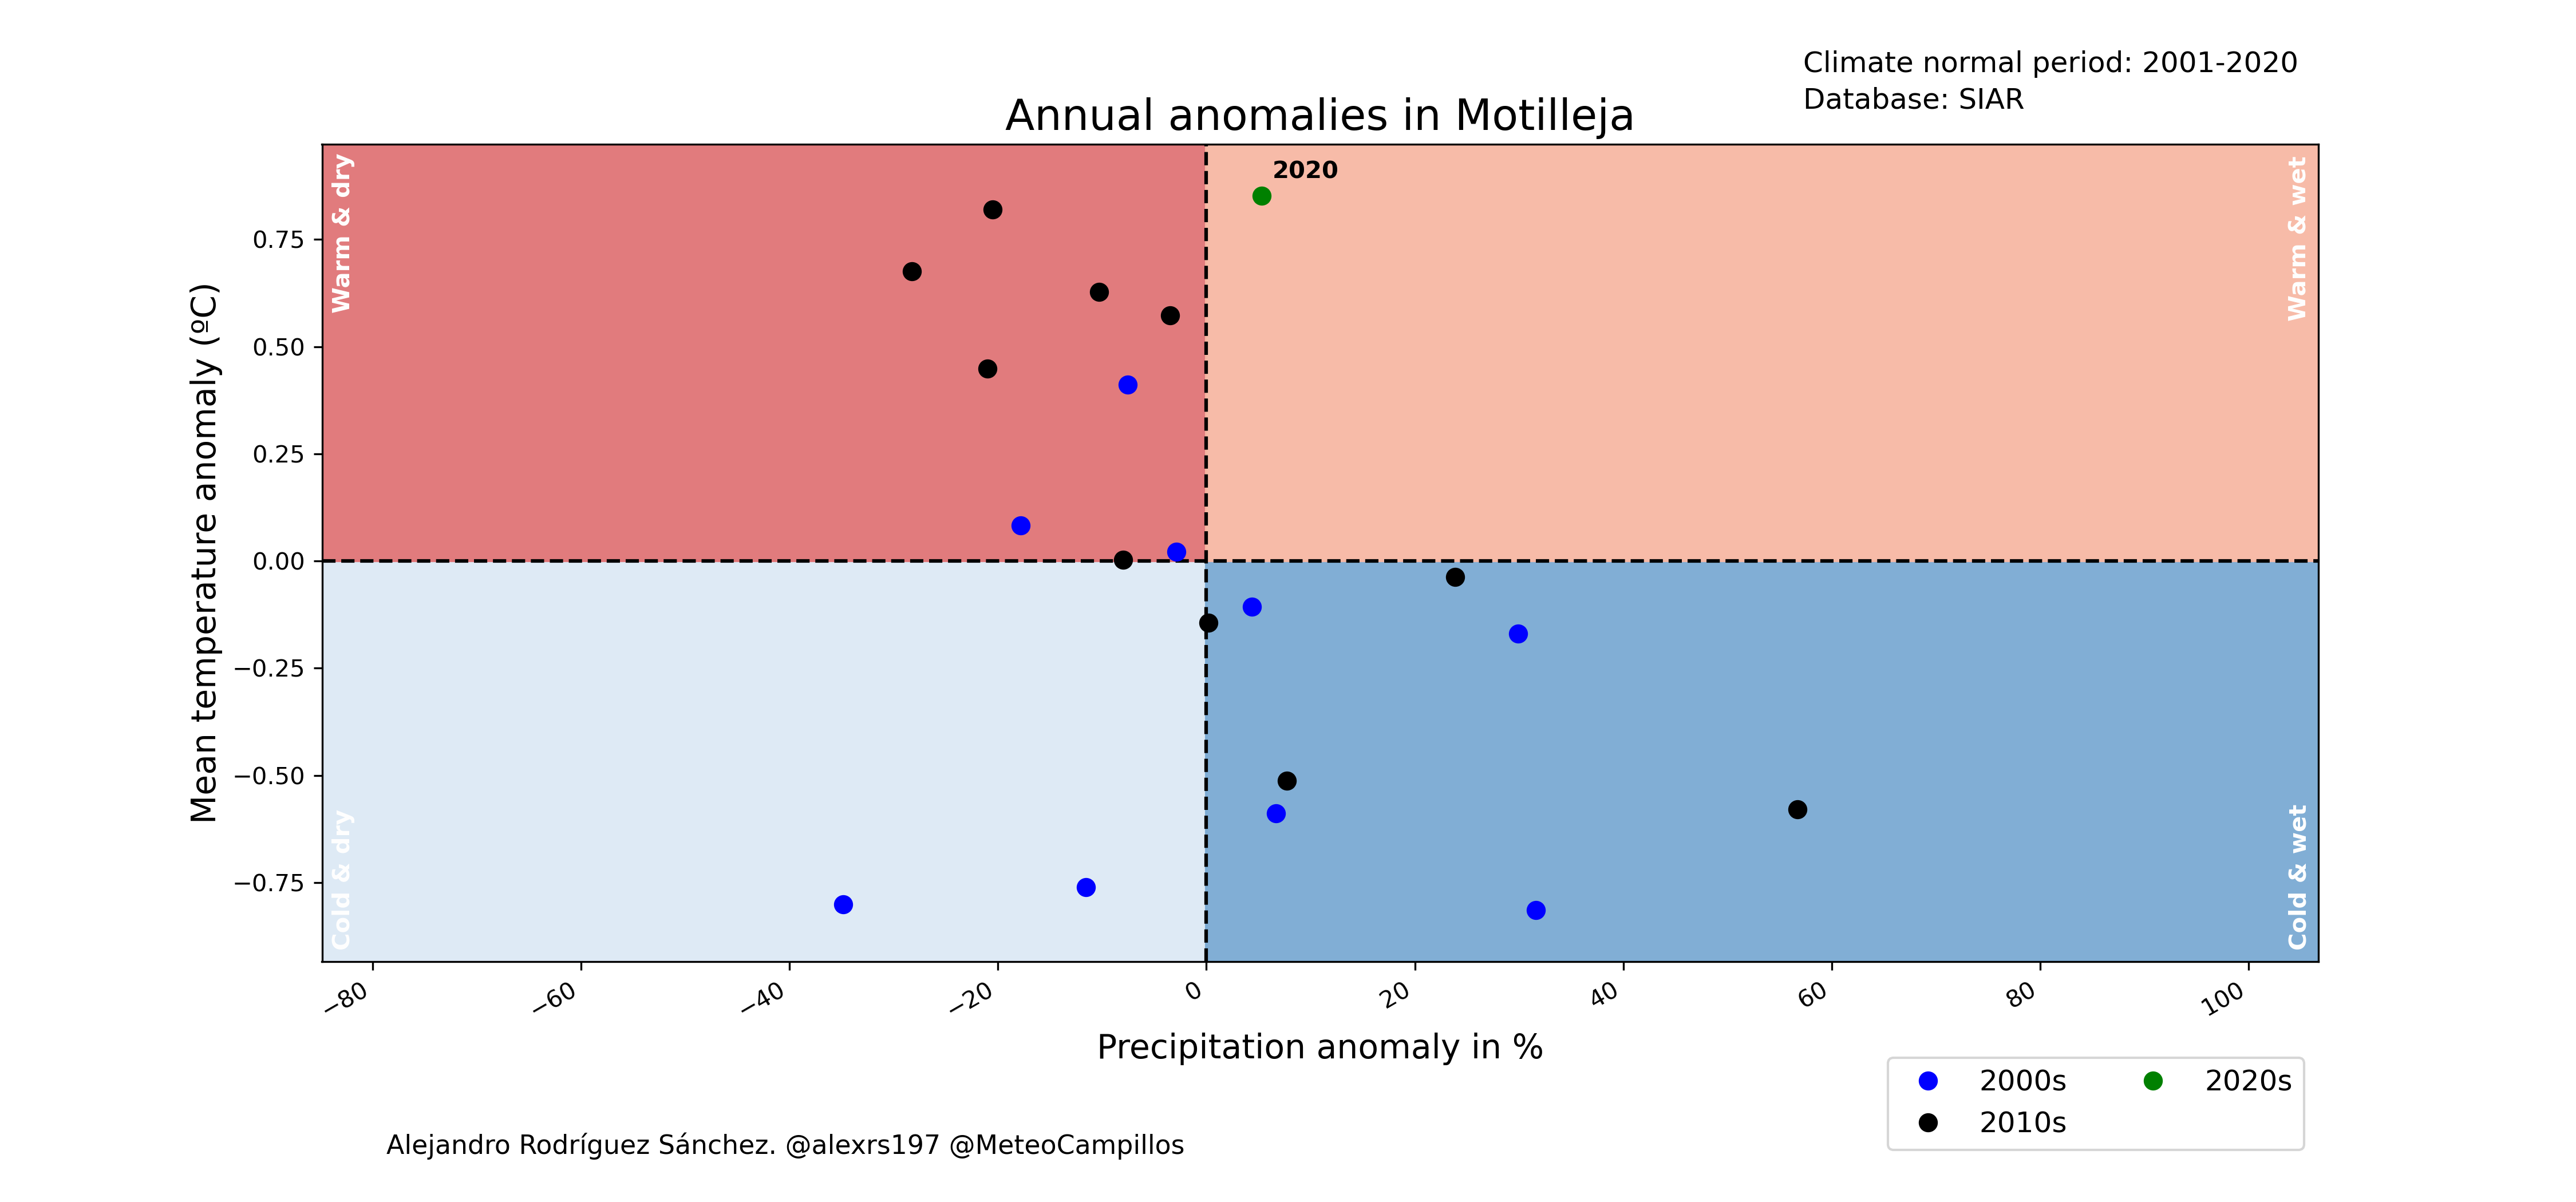 Climate normal period: 2001-2020
Database: SIAR
Annual anomalies in Motilleja
Warm & dry
Warm & wet
2020
Mean temperature anomaly (ºC)
0.75
0.50
0.25
0.00
−0.25
−0.50
−0.75
Cold & dry
Cold & wet
−80
−60
−40
−20
0
20
40
60
80
100
Precipitation anomaly in %
2000s
2010s
2020s
Alejandro Rodríguez Sánchez. @alexrs197 @MeteoCampillos